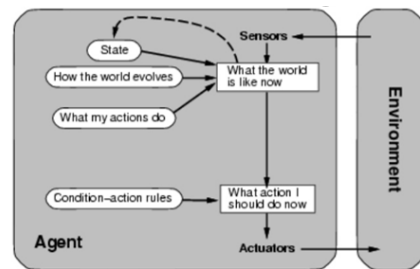 State
Sensors
How the world evolves
What the world
is like now
What my actions do
Condition–action rules
What action I
should do now
Agent
Actuators
Environment